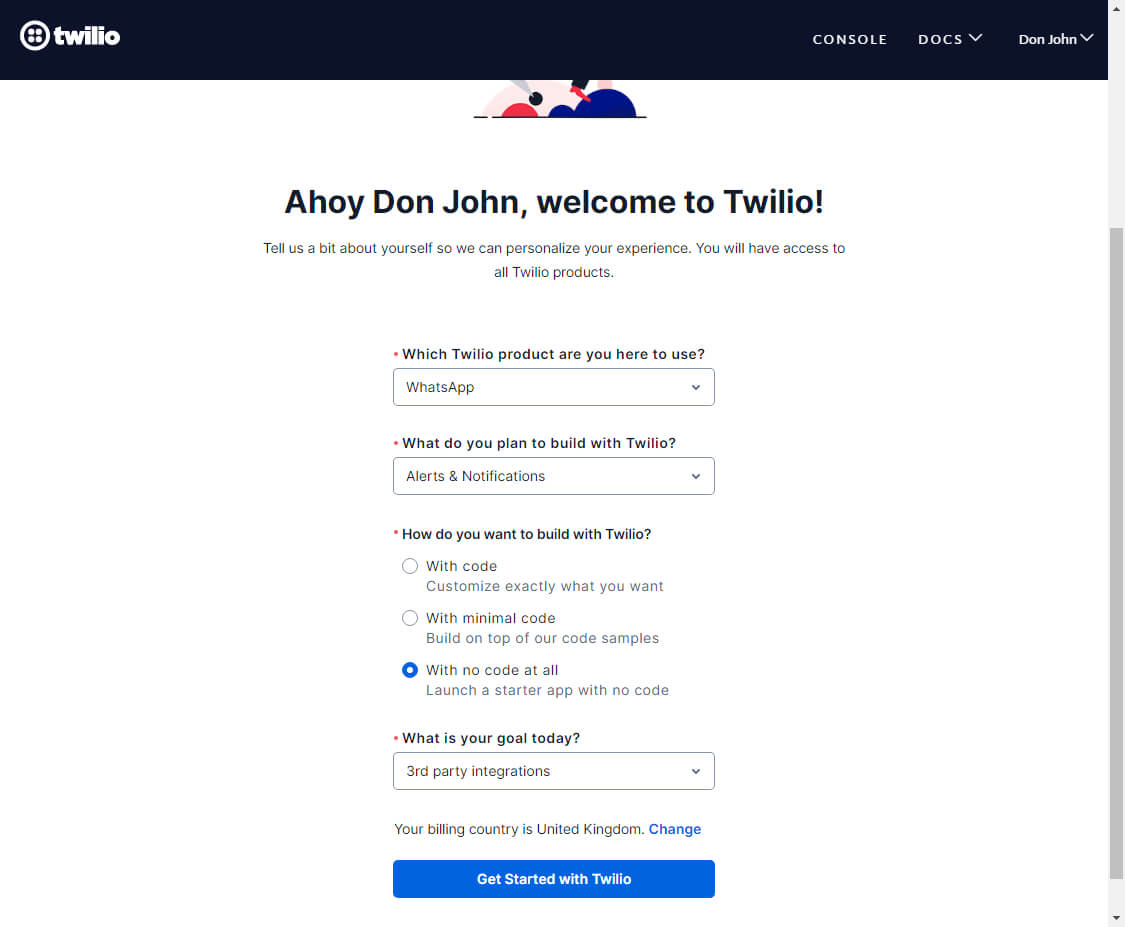 twilio
CONSOLE
DOCS
Don John
Ahoy Don John, welcome to Twilio!
Tell us a bit about yourself so we can personalize your experience. You will have access to
all Twilio products.
• Which Twilio product are you here to use?
WhatsApp
• What do you plan to build with Twilio?
Alerts & Notifications
• How do you want to build with Twilio?
With code
Customize exactly what you want
With minimal code
Build on top of our code samples
With no code at all
Launch a starter app with no code
• What is your goal today?
3rd party integrations
Your billing country is United Kingdom. Change
Get Started with Twilio